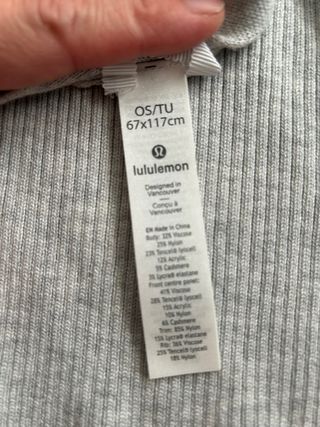 OS/TU
67x117cm
lululemon
Designed in
Vancouver
Conçu à
Vancouver
EN Made in China
Body: 32% Viscose
25% Nylon
23% Tencel® lyocell
12% Acrylic
5% Cashmere
3% Lycra® elastane
Front centre panel:
41% Viscose
28% Tencel® lyocell
15% Acrylic
10% Nylon
6% Cashmere
Trim: 85% Nylon
15% Lycra® elastane
Rib: 36% Viscose
25% Tencel® lyocell
18% Nylon